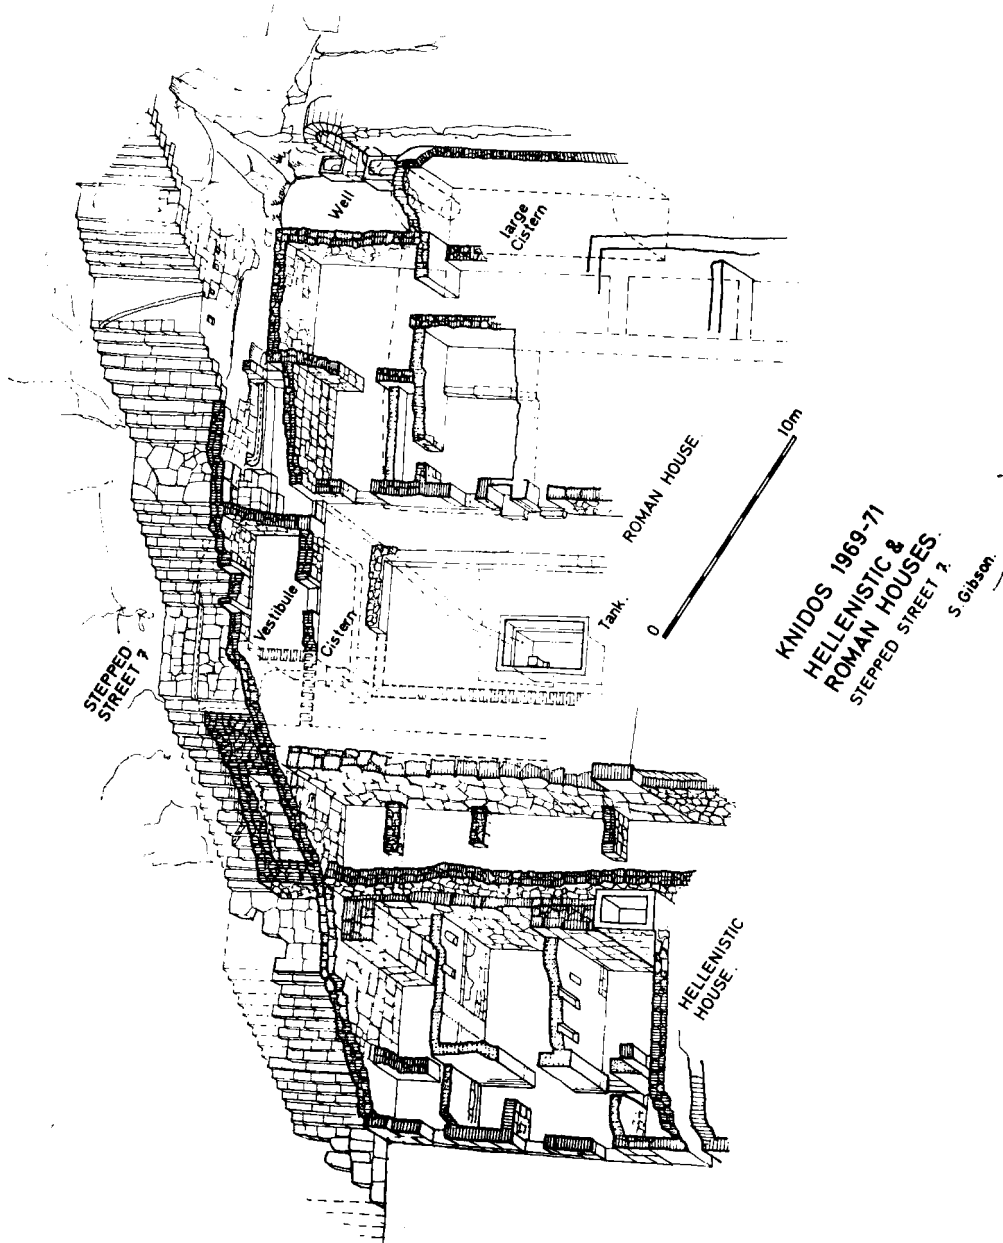 STEPPED
STREET ?
Well
large
Cistern
Vestibule
Cistern
Tank.
ROMAN HOUSE.
HELLENISTIC
HOUSE.
0
10m
KNIDOS 1969-71
HELLENISTIC &
ROMAN HOUSES.
STEPPED STREET ?.
S. Gibson.